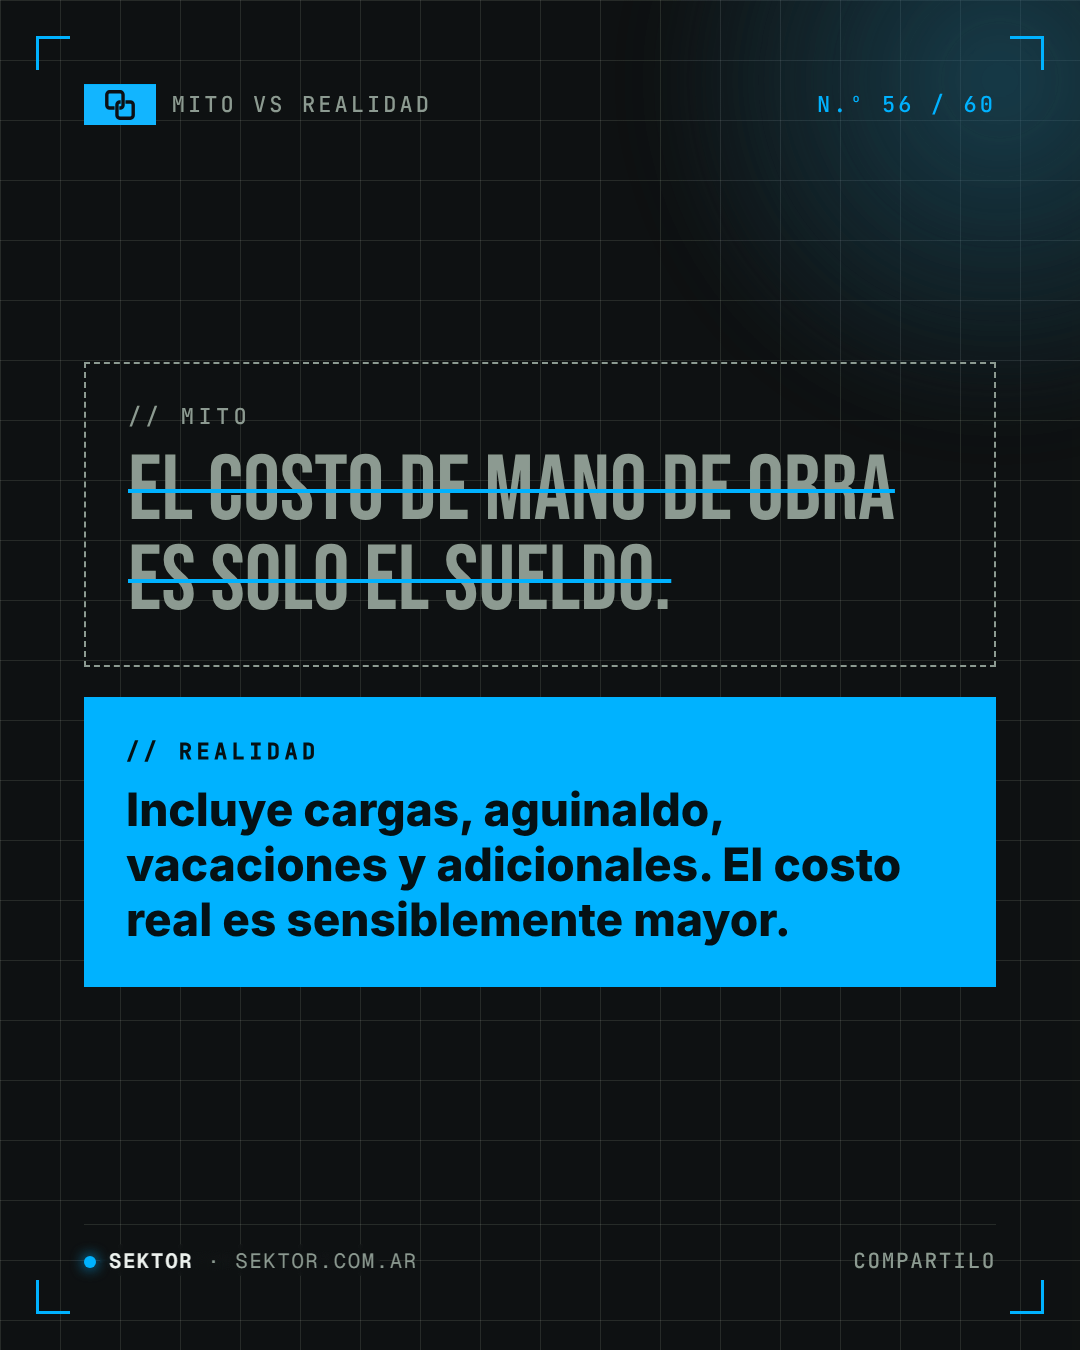 MITO VS REALIDAD
N.º 56 / 60
// MITO
EL COSTO DE MANO DE OBRA
ES SOLO EL SUELDO.
// REALIDAD
Incluye cargas, aguinaldo,
vacaciones y adicionales. El costo
real es sensiblemente mayor.
SEKTOR · SEKTOR.COM.AR
COMPARTILO